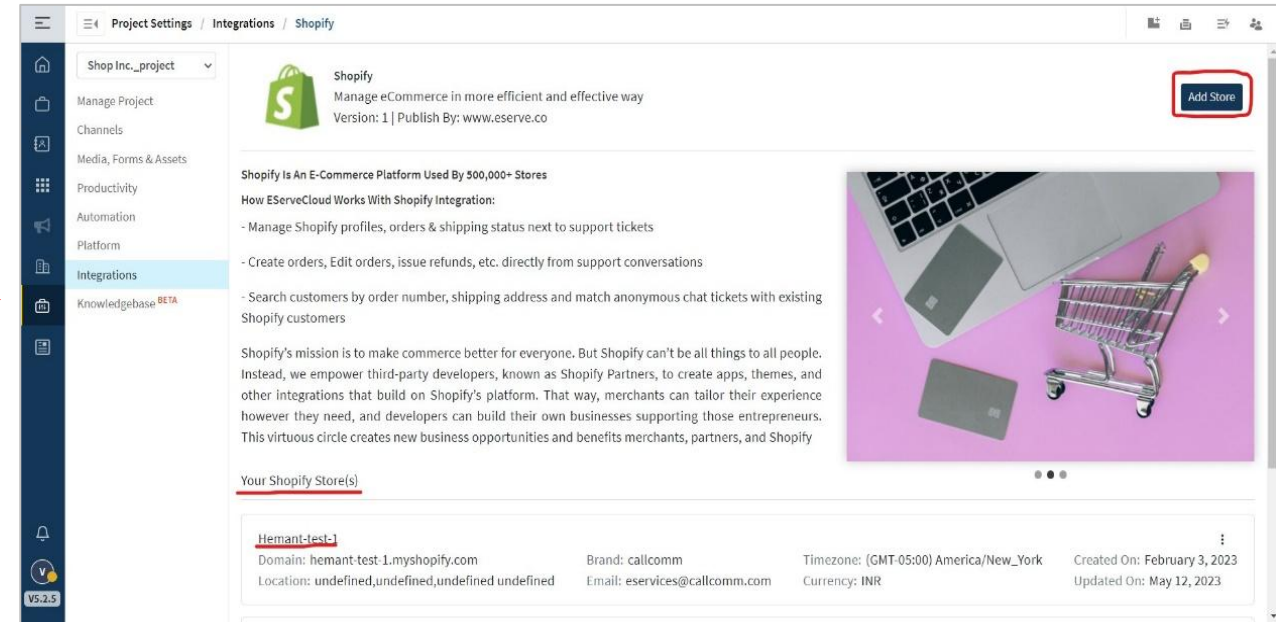 Project Settings / Integrations / Shopify
Shop Inc._project
Manage Project
Channels
Media, Forms & Assets
Productivity
Automation
Platform
Integrations
Knowledgebase BETA
V
V5.2.5
Shopify
Manage eCommerce in more efficient and effective way
Version: 1 | Publish By: www.eserve.co
Add Store
Shopify Is An E-Commerce Platform Used By 500,000+ Stores
How EServeCloud Works With Shopify Integration:
- Manage Shopify profiles, orders & shipping status next to support tickets
- Create orders, Edit orders, issue refunds, etc. directly from support conversations
- Search customers by order number, shipping address and match anonymous chat tickets with existing
Shopify customers
Shopify's mission is to make commerce better for everyone. But Shopify can't be all things to all people.
Instead, we empower third-party developers, known as Shopify Partners, to create apps, themes, and
other integrations that build on Shopify's platform. That way, merchants can tailor their experience
however they need, and developers can build their own businesses supporting those entrepreneurs.
This virtuous circle creates new business opportunities and benefits merchants, partners, and Shopify
Your Shopify Store(s)
Hemant-test-1
Domain: hemant-test-1.myshopify.com Brand: callcomm Timezone: (GMT-05:00) America/New_York Created On: February 3, 2023
Location: undefined,undefined,undefined undefined Email: eservices@callcomm.com Currency: INR Updated On: May 12, 2023